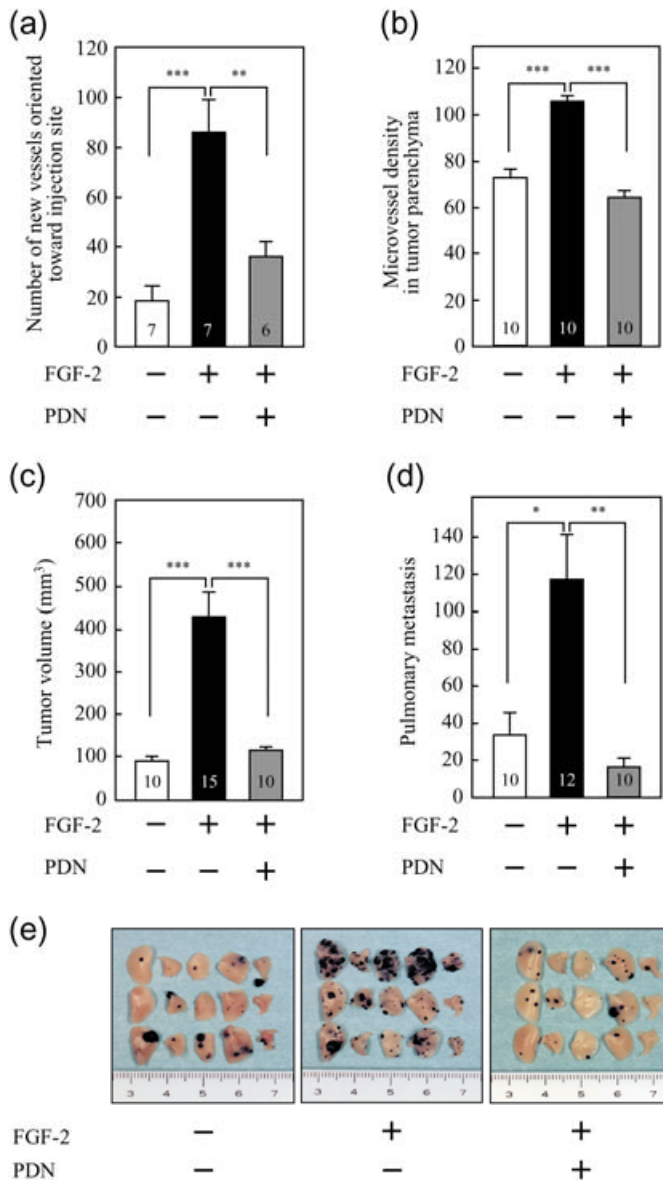 (a)
Number of new vessels oriented
toward injection site
120
100
80
60
40
20
0
***
**
7
7
6
FGF-2 − + +
PDN − − +
(b)
Microvessel density
in tumor parenchyma
120
100
80
60
40
20
0
***
***
10
10
10
FGF-2 − + +
PDN − − +
(c)
Tumor volume (mm³)
700
600
500
400
300
200
100
0
***
***
10
15
10
FGF-2 − + +
PDN − − +
(d)
Pulmonary metastasis
140
120
100
80
60
40
20
0
*
**
10
12
10
FGF-2 − + +
PDN − − +
(e)
3 4 5 6 7
3 4 5 6 7
3 4 5 6 7
FGF-2 − + +
PDN − − +